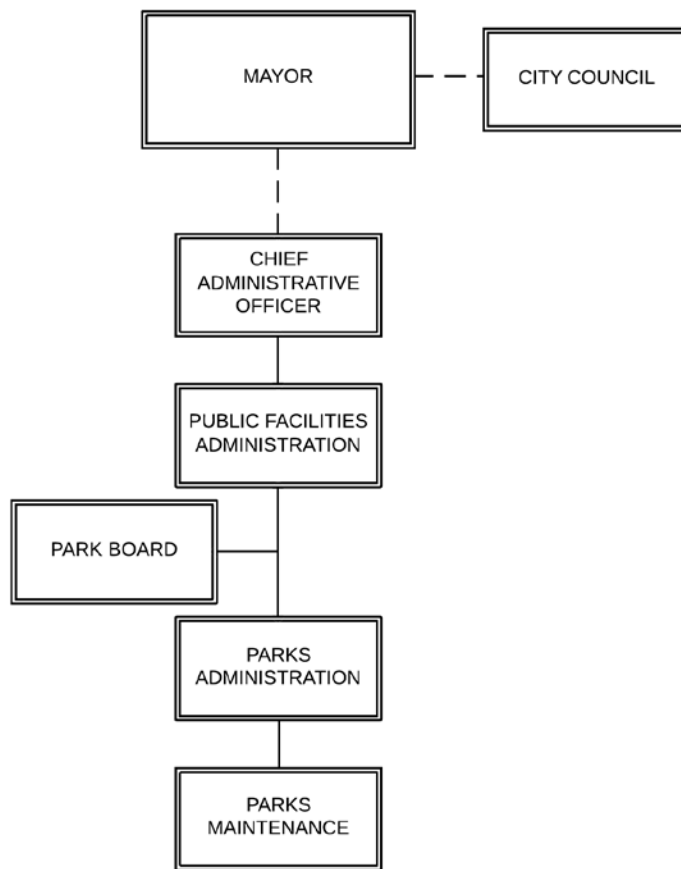 MAYOR
CITY COUNCIL
CHIEF
ADMINISTRATIVE
OFFICER
PUBLIC FACILITIES
ADMINISTRATION
PARK BOARD
PARKS
ADMINISTRATION
PARKS
MAINTENANCE